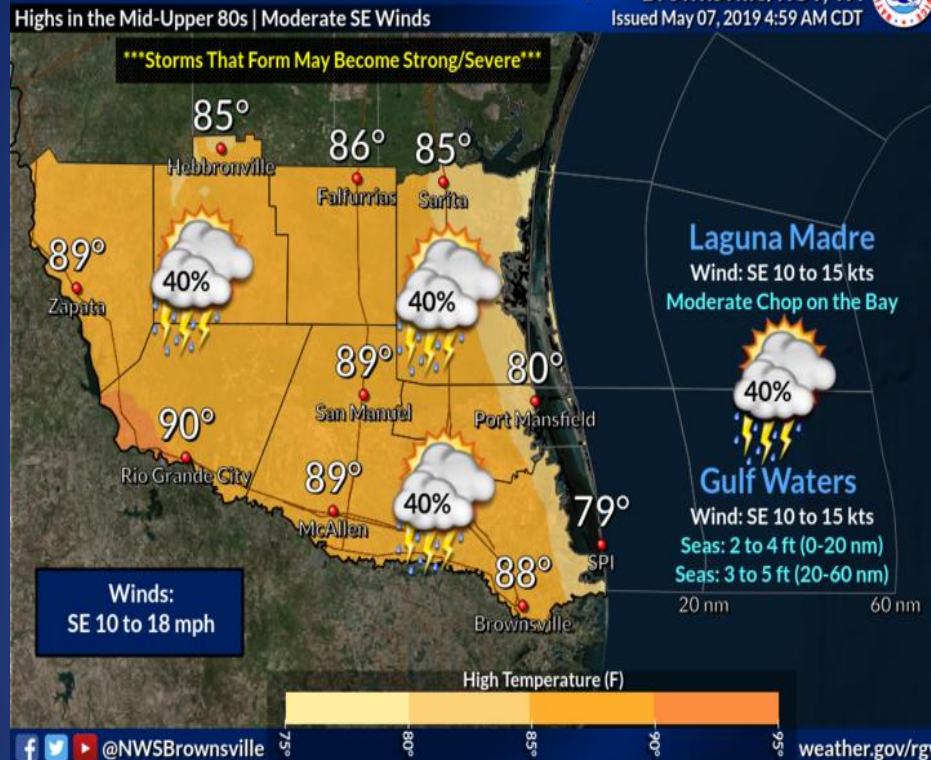 Highs in the Mid-Upper 80s | Moderate SE Winds
Issued May 07, 2019 4:59 AM CDT
***Storms That Form May Become Strong/Severe***
85°
Hebbronville
86°
Falfurrias
85°
Sarita
89°
Zapata
40%
40%
Laguna Madre
Wind: SE 10 to 15 kts
Moderate Chop on the Bay
40%
89°
San Manuel
80°
Port Mansfield
90°
Rio Grande City
89°
McAllen
40%
79°
SPI
88°
Brownsville
Gulf Waters
Wind: SE 10 to 15 kts
Seas: 2 to 4 ft (0-20 nm)
Seas: 3 to 5 ft (20-60 nm)
20 nm
60 nm
Winds:
SE 10 to 18 mph
High Temperature (F)
75°
80°
85°
90°
95°
@NWSBrownsville
weather.gov/rgv